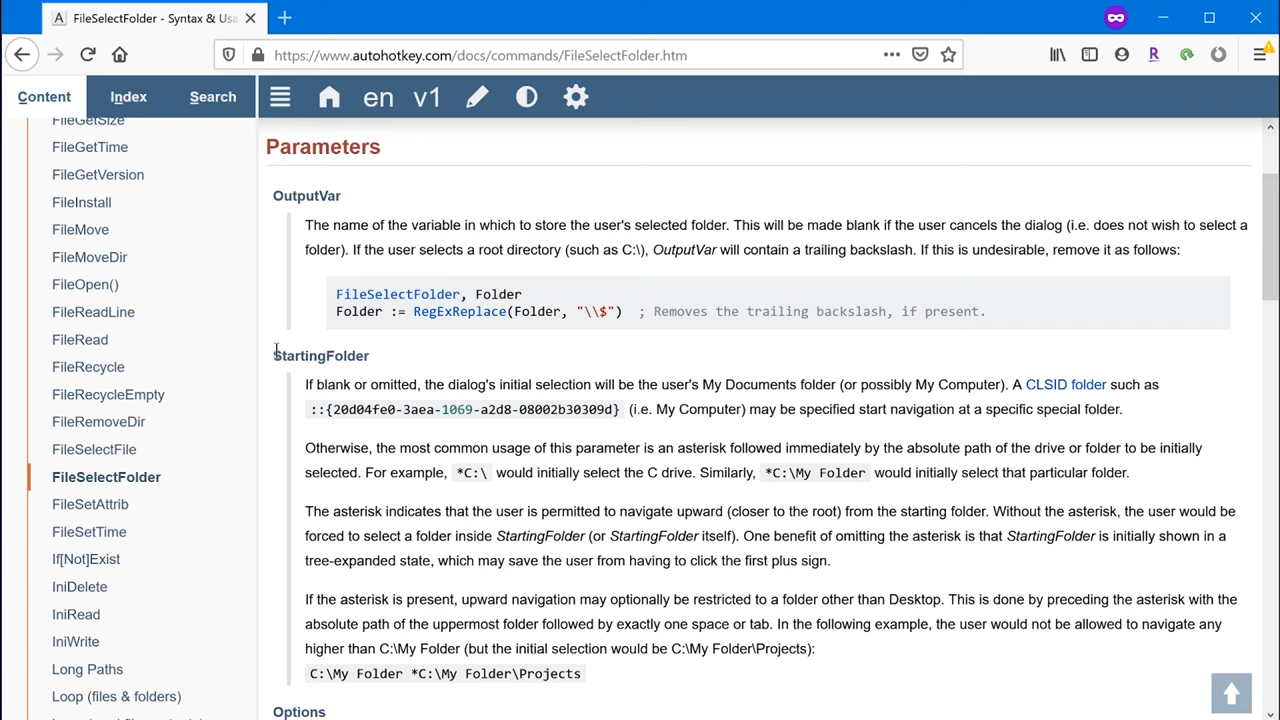 FileSelectFolder - Syntax & Usa
https://www.autohotkey.com/docs/commands/FileSelectFolder.htm
Content
Index
Search
en
v1
FileGetSize
FileGetTime
FileGetVersion
FileInstall
FileMove
FileMoveDir
FileOpen()
FileReadLine
FileRead
FileRecycle
FileRecycleEmpty
FileRemoveDir
FileSelectFile
FileSelectFolder
FileSetAttrib
FileSetTime
If[Not]Exist
IniDelete
IniRead
IniWrite
Long Paths
Loop (files & folders)
Parameters
OutputVar
The name of the variable in which to store the user's selected folder. This will be made blank if the user cancels the dialog (i.e. does not wish to select a
folder). If the user selects a root directory (such as C:\), OutputVar will contain a trailing backslash. If this is undesirable, remove it as follows:
FileSelectFolder, Folder
Folder := RegExReplace(Folder, "\\$")  ; Removes the trailing backslash, if present.
StartingFolder
If blank or omitted, the dialog's initial selection will be the user's My Documents folder (or possibly My Computer). A CLSID folder such as
::{20d04fe0-3aea-1069-a2d8-08002b30309d} (i.e. My Computer) may be specified start navigation at a specific special folder.
Otherwise, the most common usage of this parameter is an asterisk followed immediately by the absolute path of the drive or folder to be initially
selected. For example, *C:\ would initially select the C drive. Similarly, *C:\My Folder would initially select that particular folder.
The asterisk indicates that the user is permitted to navigate upward (closer to the root) from the starting folder. Without the asterisk, the user would be
forced to select a folder inside StartingFolder (or StartingFolder itself). One benefit of omitting the asterisk is that StartingFolder is initially shown in a
tree-expanded state, which may save the user from having to click the first plus sign.
If the asterisk is present, upward navigation may optionally be restricted to a folder other than Desktop. This is done by preceding the asterisk with the
absolute path of the uppermost folder followed by exactly one space or tab. In the following example, the user would not be allowed to navigate any
higher than C:\My Folder (but the initial selection would be C:\My Folder\Projects):
C:\My Folder *C:\My Folder\Projects
Options